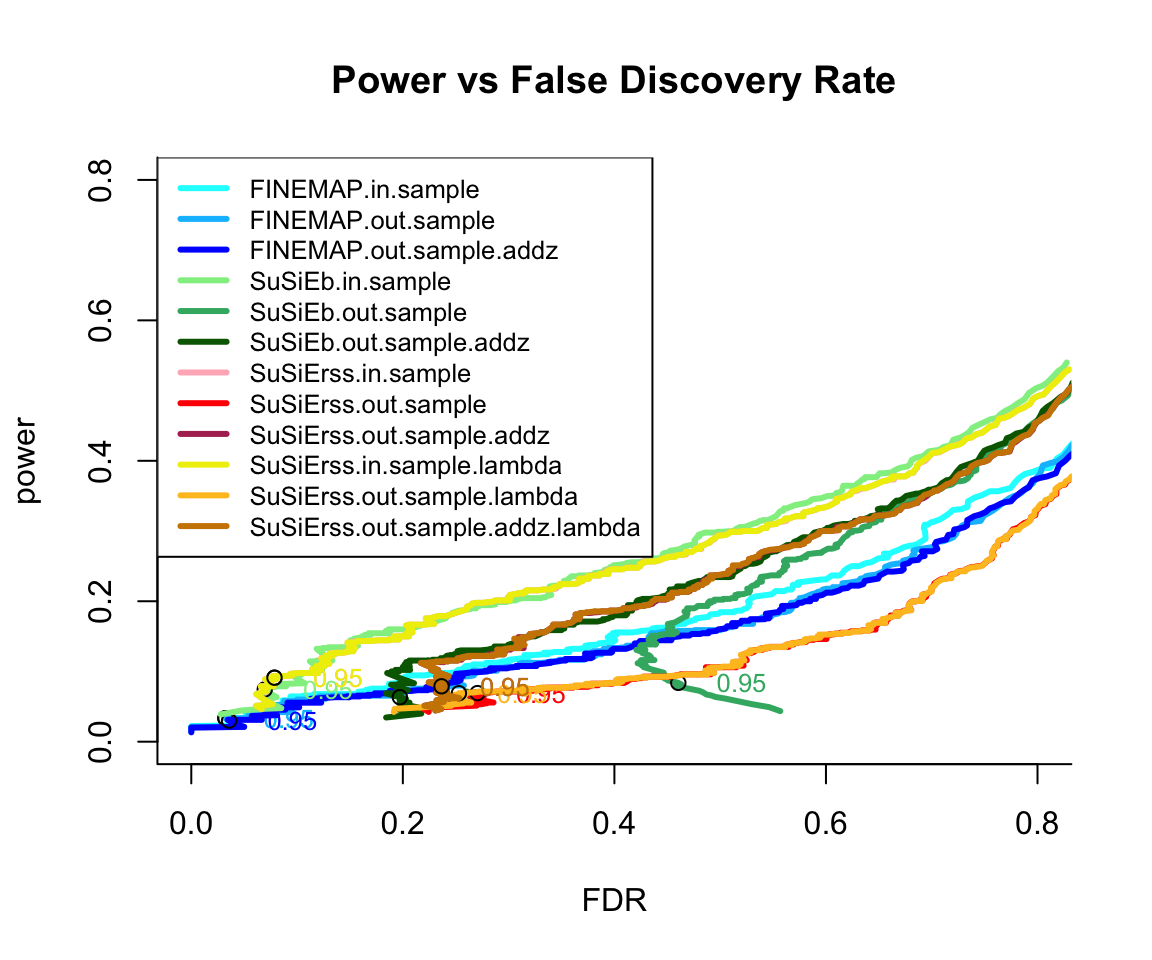 Power vs False Discovery Rate
power
0.8
0.6
0.4
0.2
0.0
FINEMAP.in.sample
FINEMAP.out.sample
FINEMAP.out.sample.addz
SuSiEb.in.sample
SuSiEb.out.sample
SuSiEb.out.sample.addz
SuSiErss.in.sample
SuSiErss.out.sample
SuSiErss.out.sample.addz
SuSiErss.in.sample.lambda
SuSiErss.out.sample.lambda
SuSiErss.out.sample.addz.lambda
0.95
0.95
0.95
0.95
0.95
0.95
0.0
0.2
0.4
0.6
0.8
FDR